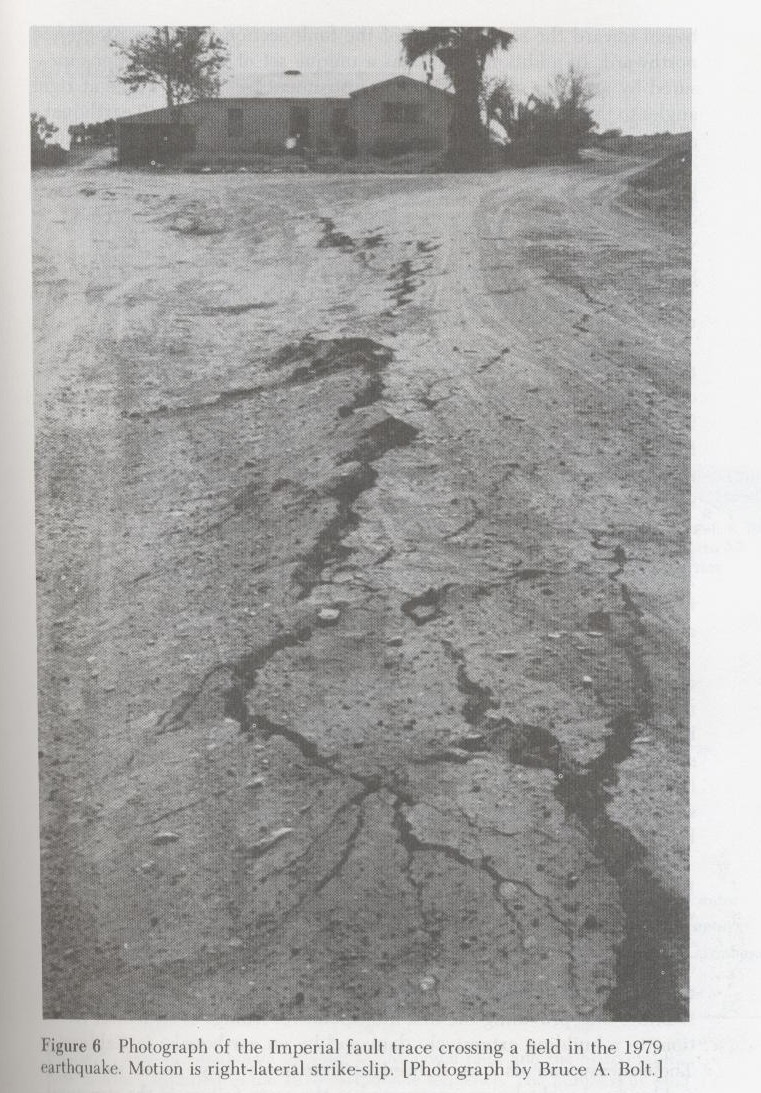 Figure 6 Photograph of the Imperial fault trace crossing a field in the 1979
earthquake. Motion is right-lateral strike-slip. [Photograph by Bruce A. Bolt.]